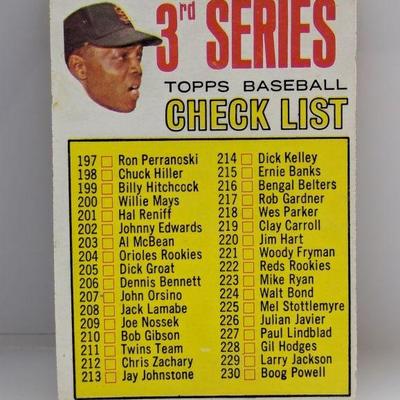 3rd SERIES
TOPPS BASEBALL
CHECK LIST
197 Ron Perranoski
198 Chuck Hiller
199 Billy Hitchcock
200 Willie Mays
201 Hal Reniff
202 Johnny Edwards
203 Al McBean
204 Orioles Rookies
205 Dick Groat
206 Dennis Bennett
207 John Orsino
208 Jack Lamabe
209 Joe Nossek
210 Bob Gibson
211 Twins Team
212 Chris Zachary
213 Jay Johnstone
214 Dick Kelley
215 Ernie Banks
216 Bengal Belters
217 Rob Gardner
218 Wes Parker
219 Clay Carroll
220 Jim Hart
221 Woody Fryman
222 Reds Rookies
223 Mike Ryan
224 Walt Bond
225 Mel Stottlemyre
226 Julian Javier
227 Paul Lindblad
228 Gil Hodges
229 Larry Jackson
230 Boog Powell